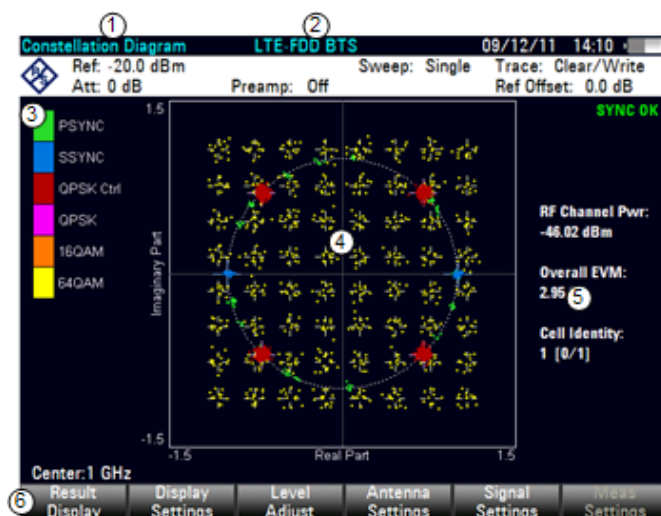 1 2
Constellation Diagram LTE-FDD BTS 09/12/11 14:10
Ref: -20.0 dBm Sweep: Single Trace: Clear/Write
Att: 0 dB Preamp: Off Ref Offset: 0.0 dB
3 1.5 SYNC OK
PSYNC
SSYNC
QPSK Ctrl
QPSK
16QAM
64QAM
Imaginary Part
4
RF Channel Pwr:
-46.02 dBm
Overall EVM:
2.95 5
Cell Identity:
1 [0/1]
-1.5
-1.5 Real Part 1.5
Center:1 GHz
6
Result Display Level Antenna Signal Meas
Display Settings Adjust Settings Settings Settings